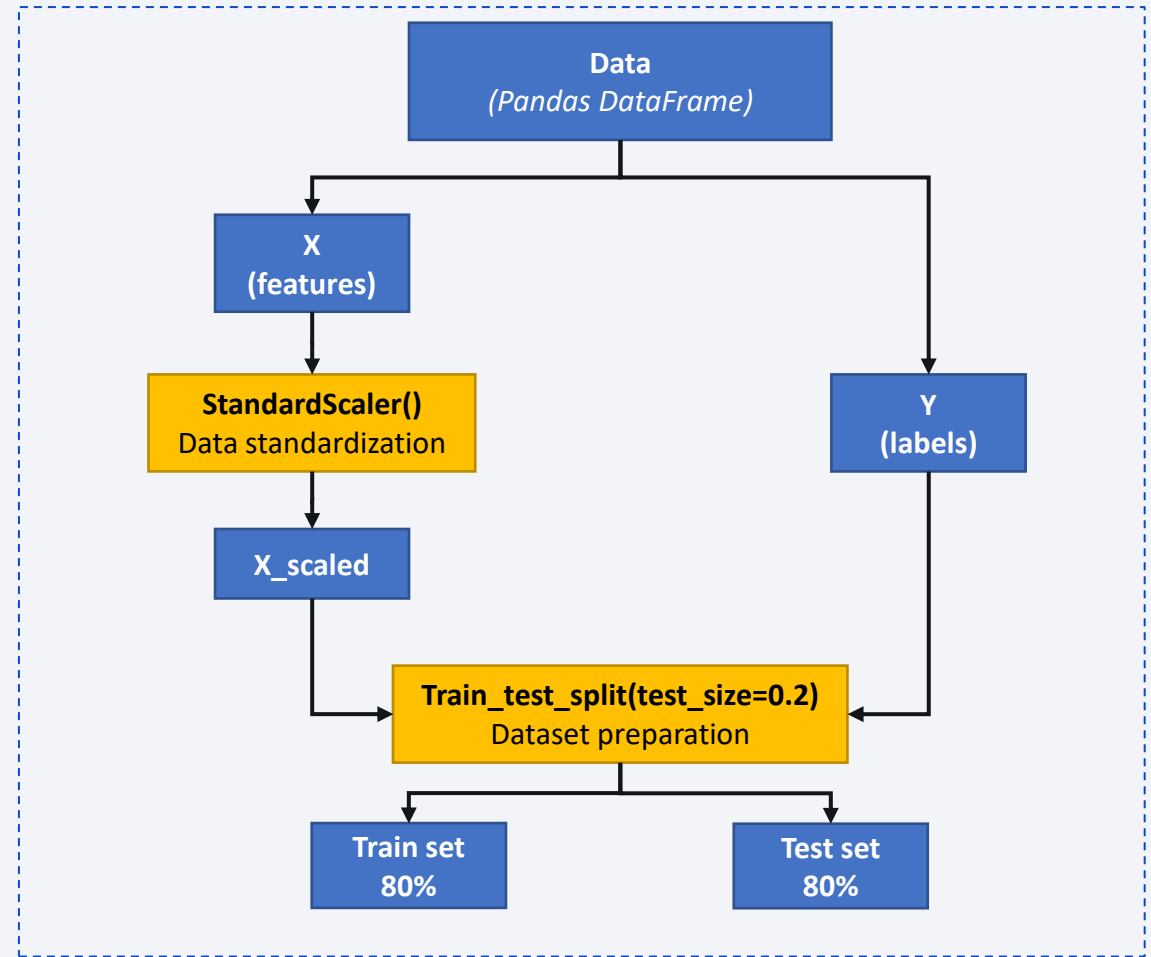 Data
(Pandas DataFrame)
X
(features)
StandardScaler()
Data standardization
Y
(labels)
X_scaled
Train_test_split(test_size=0.2)
Dataset preparation
Train set
80%
Test set
80%